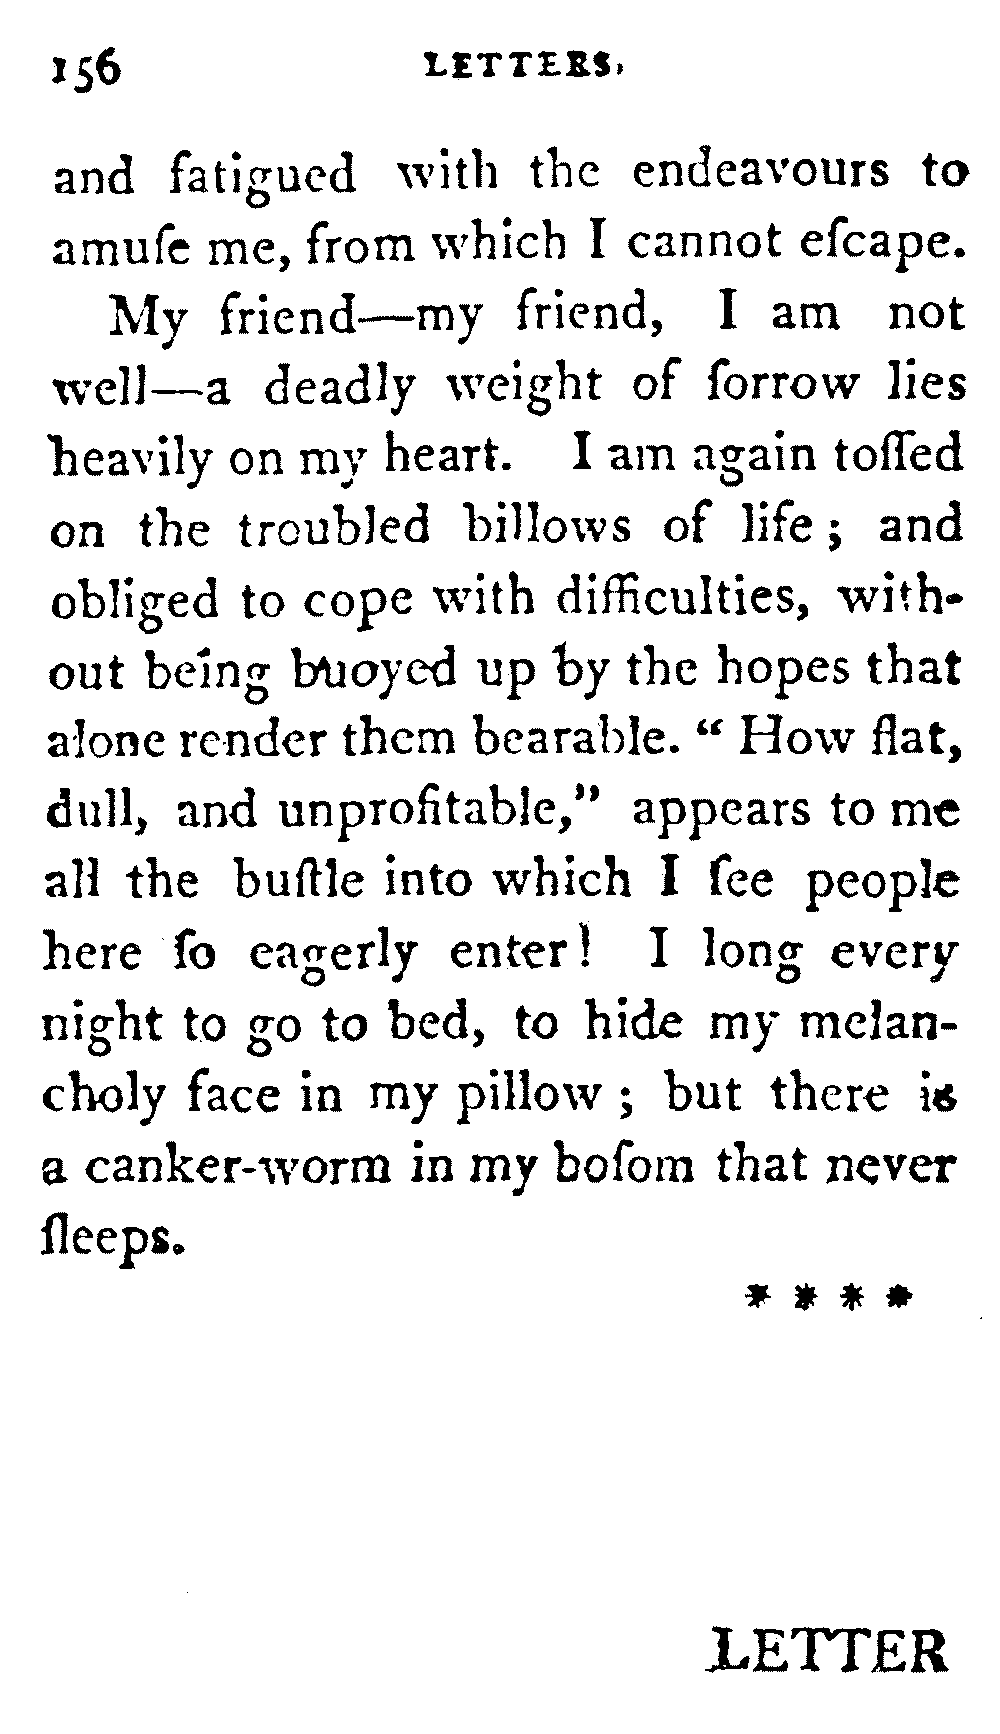 156 LETTERS.
and fatigued with the endeavours to
amuſe me, from which I cannot eſcape.
My friend—my friend, I am not
well—a deadly weight of ſorrow lies
heavily on my heart. I am again toſſed
on the troubled billows of life; and
obliged to cope with difficulties, with-
out being buoyed up by the hopes that
alone render them bearable. “ How flat,
dull, and unprofitable,” appears to me
all the buſtle into which I ſee people
here ſo eagerly enter! I long every
night to go to bed, to hide my melan-
choly face in my pillow; but there is
a canker-worm in my boſom that never
ſleeps.
* * * *
LETTER